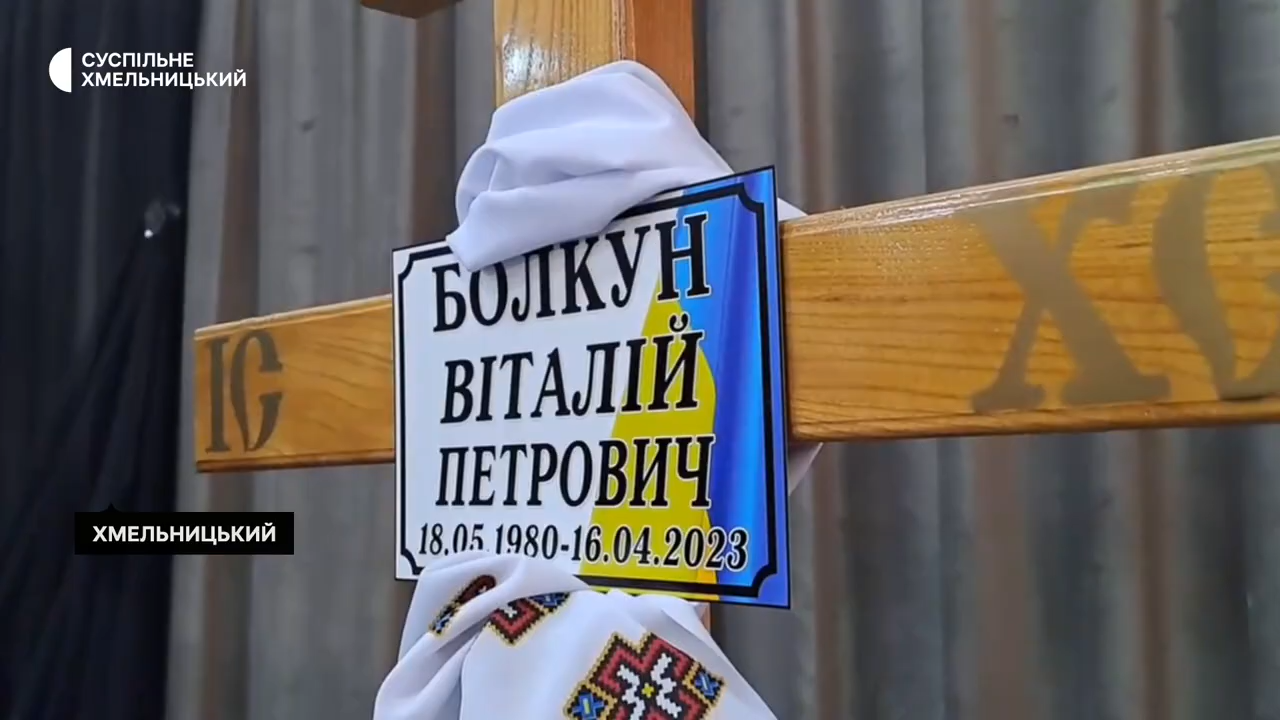 СУСПІЛЬНЕ
ХМЕЛЬНИЦЬКИЙ
БОЛКУН
ВІТАЛІЙ
ПЕТРОВИЧ
18.05.1980-16.04.2023
ІС
ХС
ХМЕЛЬНИЦЬКИЙ